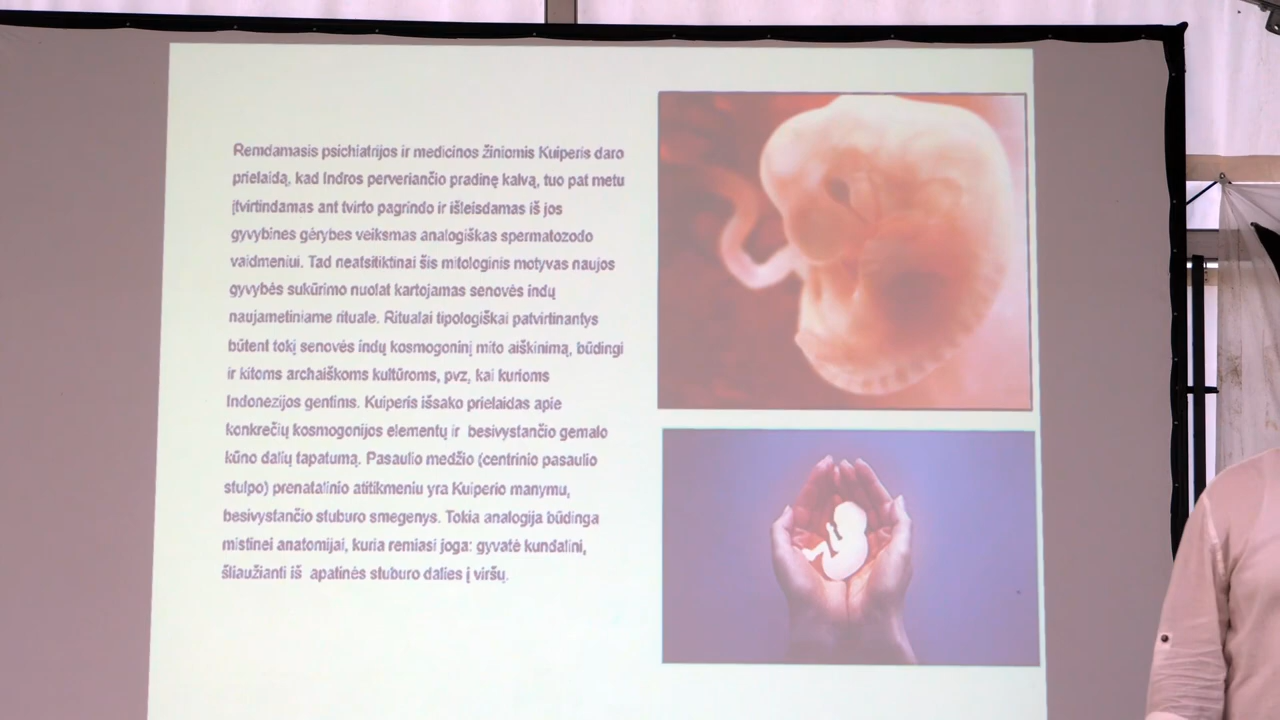 Remdamasis psichiatrijos ir medicinos žiniomis Kuiperis daro
prielaidą, kad Indros perveriančio pradinę kalvą, tuo pat metu
įtvirtindamas ant tvirto pagrindo ir išleisdamas iš jos
gyvybines gėrybes veiksmas analogiškas spermatozodo
vaidmeniui. Tad neatsitiktinai šis mitologinis motyvas naujos
gyvybės sukūrimo nuolat kartojamas senovės indų
naujametiniame rituale. Ritualai tipologiškai patvirtinantys
būtent tokį senovės indų kosmogoninį mito aiškinimą, būdingi
ir kitoms archaiškoms kultūroms, pvz, kai kurioms
Indonezijos gentims. Kuiperis išsako prielaidas apie
konkrečių kosmogonijos elementų ir besivystančio gemalo
kūno dalių tapatumą. Pasaulio medžio (centrinio pasaulio
stulpo) prenatalinio atitikmeniu yra Kuiperio manymu,
besivystančio stuburo smegenys. Tokia analogija būdinga
mistinei anatomijai, kuria remiasi joga: gyvatė kundalini,
šliaužianti iš apatinės stuburo dalies į viršų.